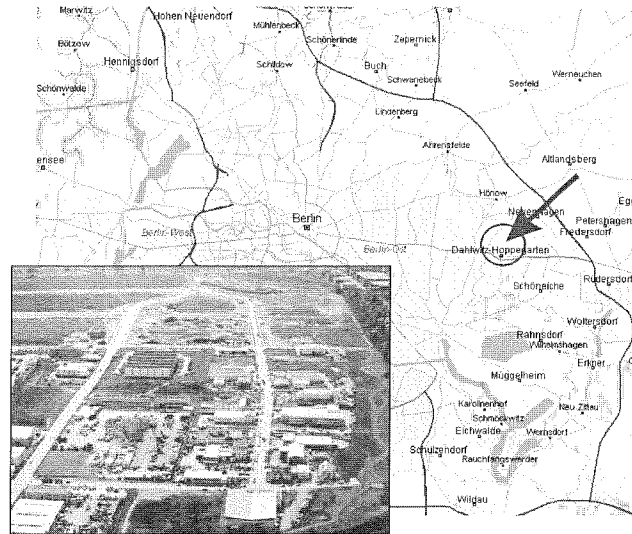 Marwitz
Hohen Neuendorf
Mühlenbeck
Schönerlinde
Zepernick
Bötzow
Hennigsdorf
Schildow
Buch
Schwanebeck
Werneuchen
Seefeld
Schönwalde
Lindenberg
Ahrensfelde
Altlandsberg
ensee
Hönow
Neuenhagen
Petershagen
Fredersdorf
Berlin
Berlin-West
Berlin-Ost
Dahlwitz-Hoppegarten
Schöneiche
Rüdersdorf
Woltersdorf
Rahnsdorf
Wilhelmshagen
Erkner
Müggelheim
Karolinenhof
Schmöckwitz
Neu Zittau
Eichwalde
Wernsdorf
Schulzendorf
Rauchfangswerder
Wildau